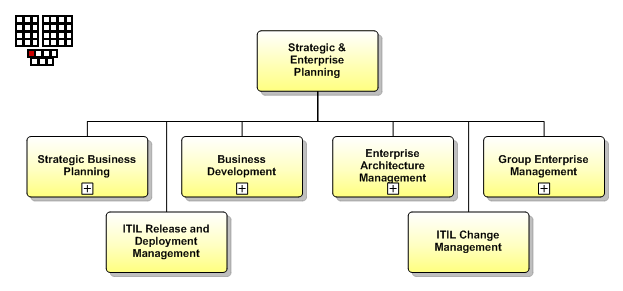 Strategic &
Enterprise
Planning
Strategic Business
Planning
Business
Development
Enterprise
Architecture
Management
Group Enterprise
Management
ITIL Release and
Deployment
Management
ITIL Change
Management